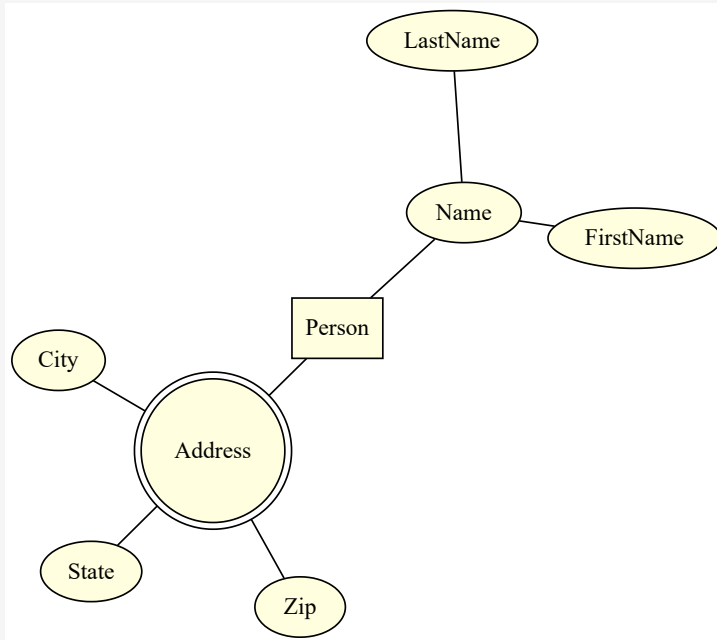 LastName
Name
FirstName
Person
City
Address
State
Zip